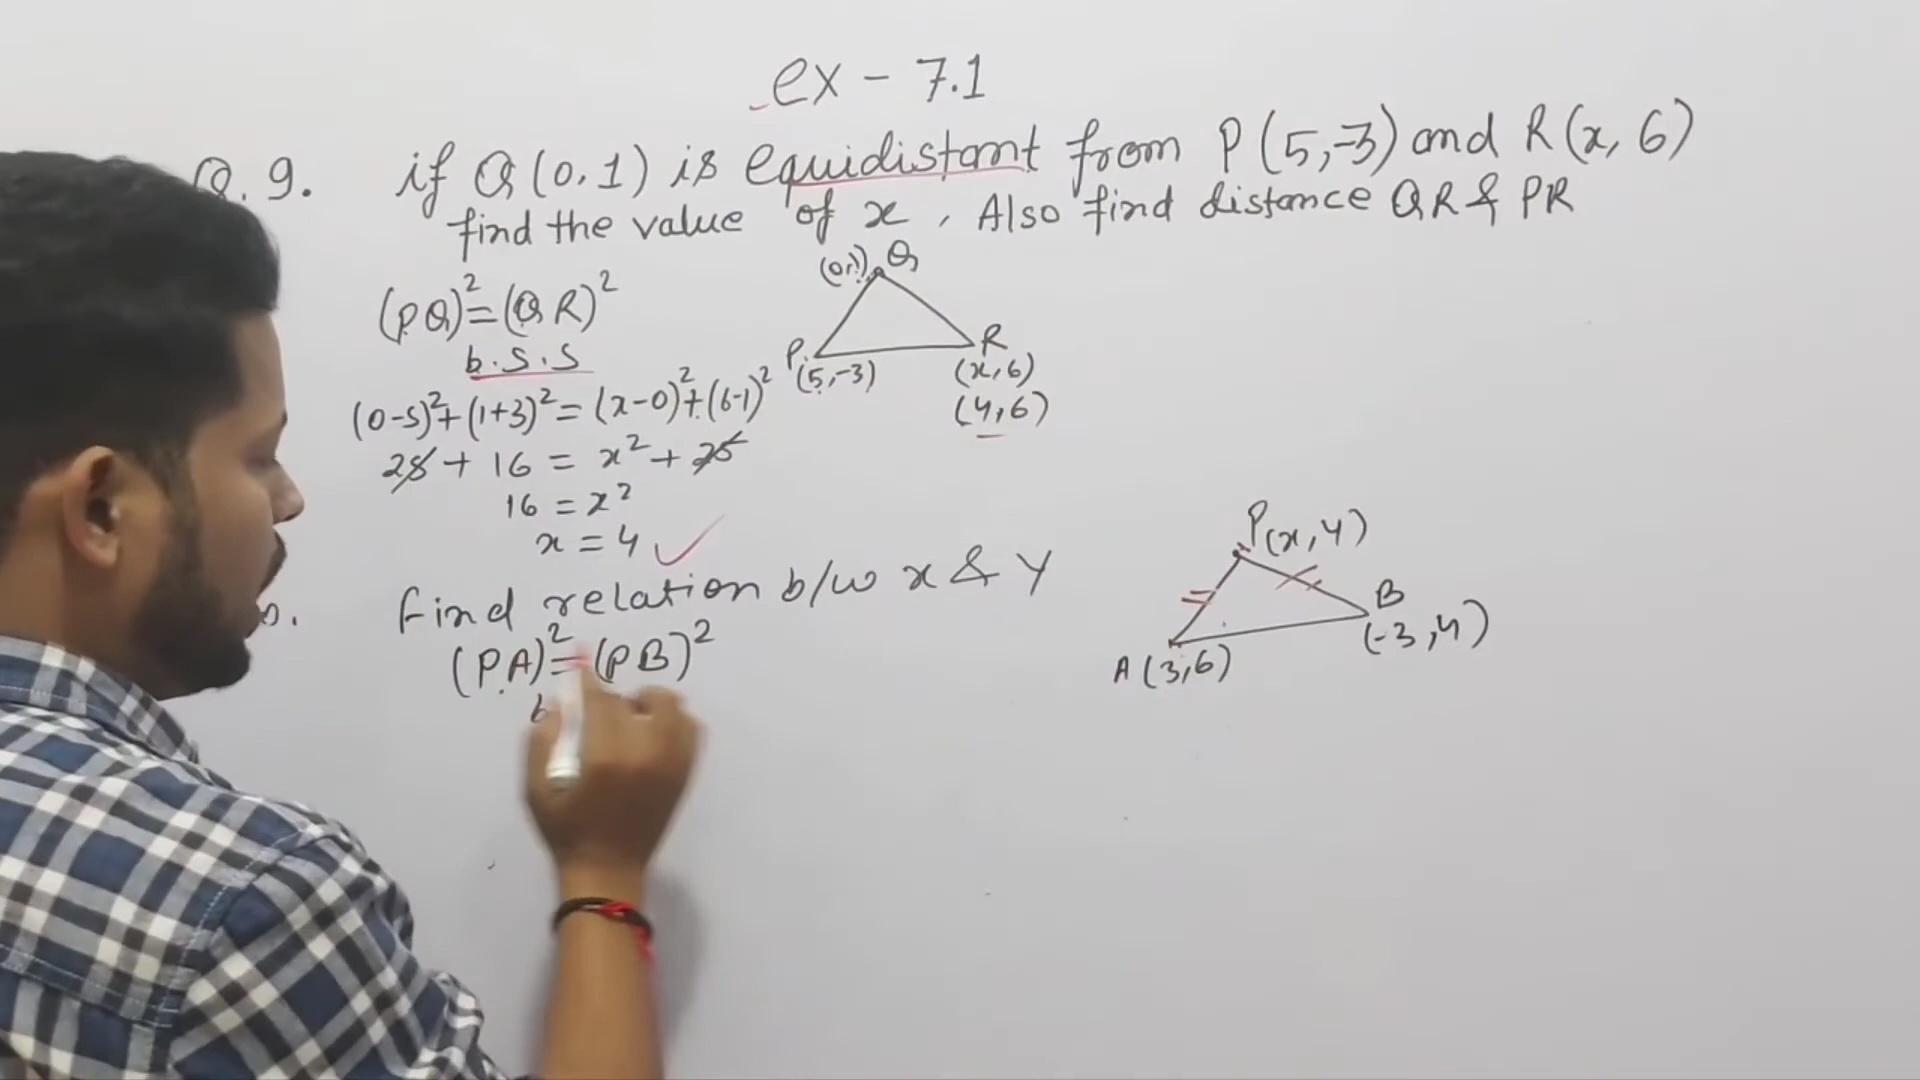 ex - 7.1
Q.9. if Q(0,1) is equidistant from P(5,-3) and R(x, 6)
find the value of x, Also find distance QR & PR
(PQ)²=(QR)²
b.S.S
(0-5)²+(1+3)²=(x-0)²+(6-1)²
25 + 16 = x² + 25
16 = x²
x = 4
(0,1) Q
P R
(5,-3) (x,6)
(4,6)
find relation b/w x & y
(PA)²=(PB)²
b
P(x,y)
B
(-3,4)
A(3,6)